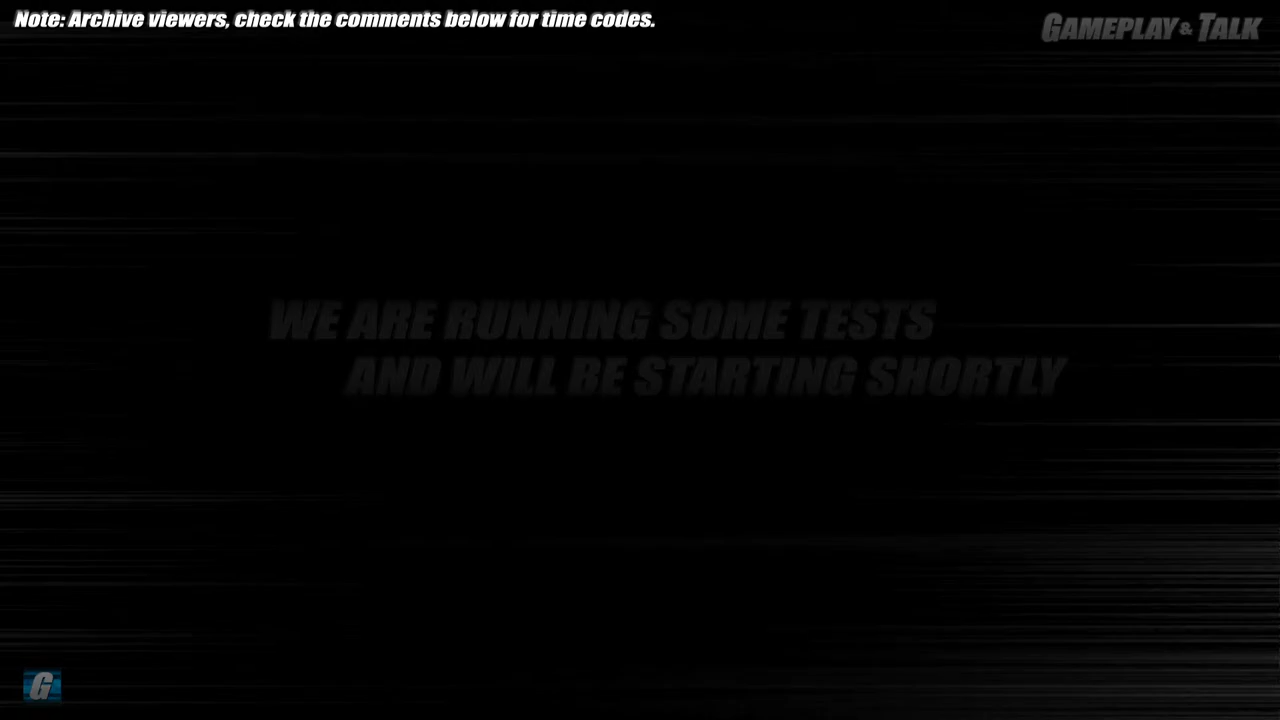 Note: Archive viewers, check the comments below for time codes.
GAMEPLAY & TALK
WE ARE RUNNING SOME TESTS
AND WILL BE STARTING SHORTLY
G